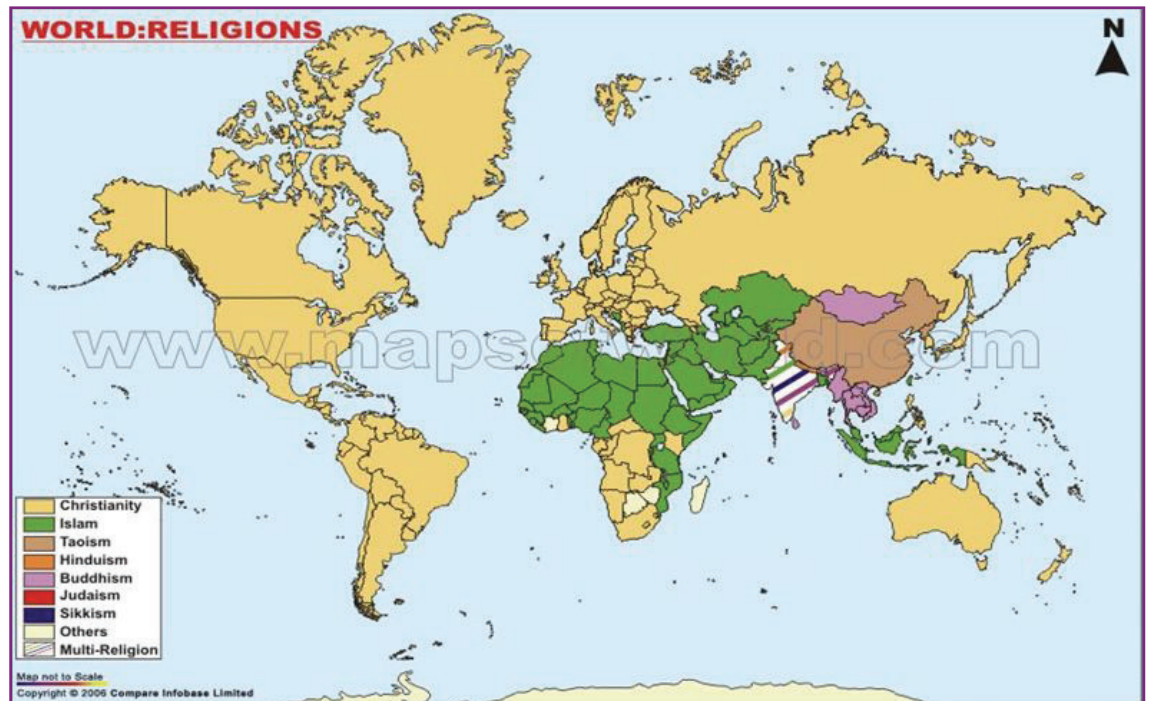 WORLD:RELIGIONS
N
www.mapsofworld.com
Christianity
Islam
Taoism
Hinduism
Buddhism
Judaism
Sikkism
Others
Multi-Religion
Map not to Scale
Copyright © 2006 Compare Infobase Limited